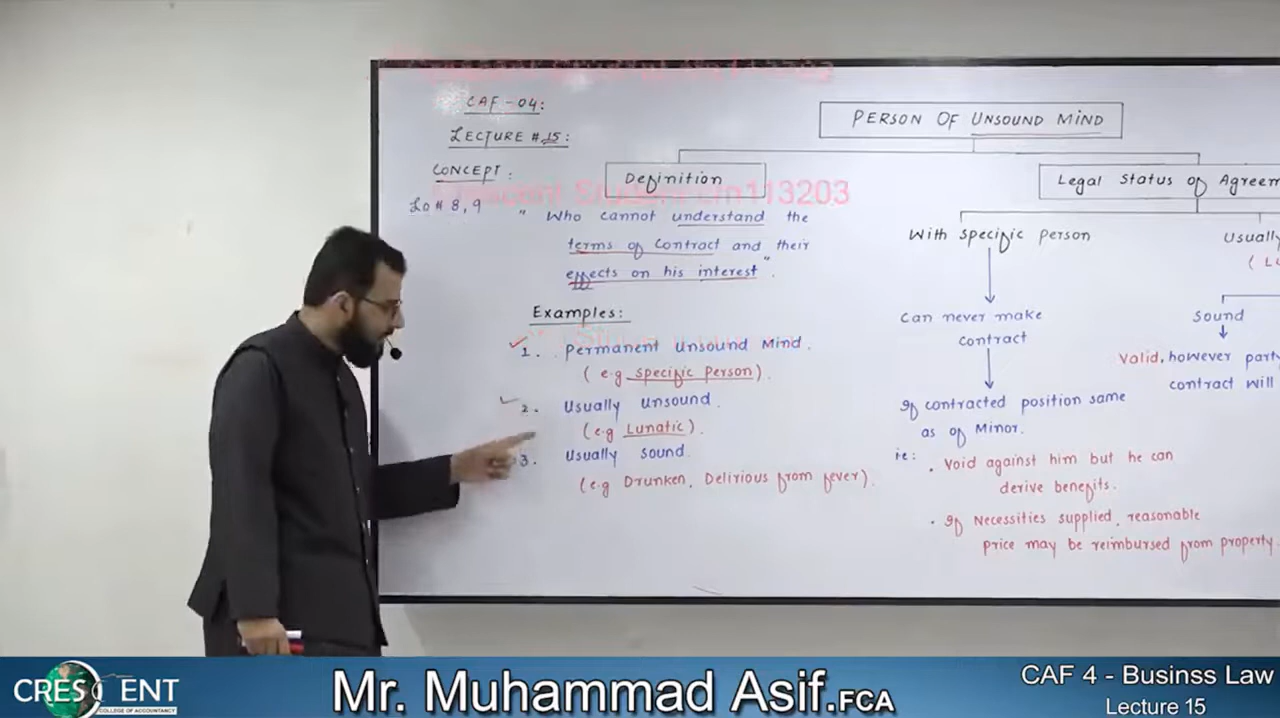 CAF - 04:
LECTURE #.15:
CONCEPT:
Lo# 8, 9
PERSON OF UNSOUND MIND
Definition
" Who cannot understand the
terms of Contract and their
effects on his interest".
Examples:
1. Permanent Unsound Mind.
(e.g specific Person).
2. Usually unsound.
(e.g Lunatic).
3. Usually sound.
(e.g Drunken, Delirious from fever).
Legal Status of Agreem
With specific person
Can never make
contract
If contracted position same
as of Minor.
ie:
. Void against him but he can
derive benefits.
. If Necessities supplied, reasonable
price may be reimbursed from property.
Usually
(Lu
Sound
Valid, however part
contract will
Crescent Student crn113203
CRESCENT
COLLEGE OF ACCOUNTANCY
Mr. Muhammad Asif.FCA
CAF 4 - Businss Law
Lecture 15